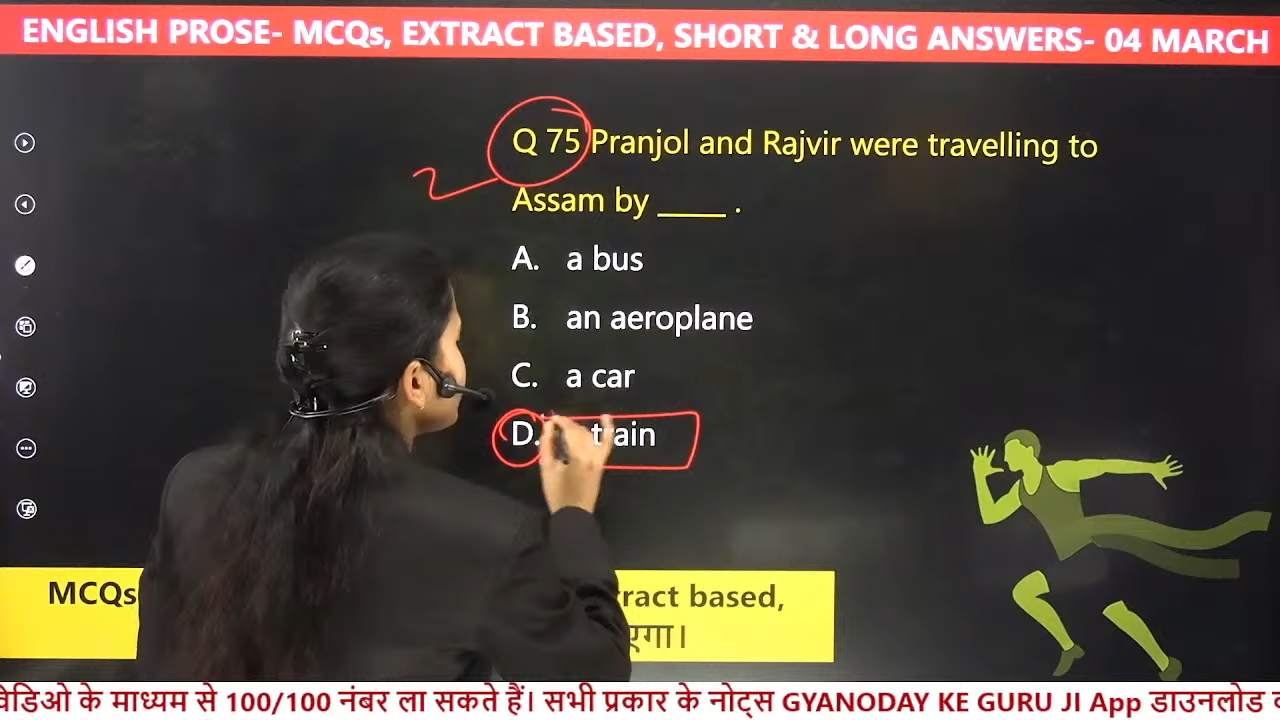 ENGLISH PROSE- MCQs, EXTRACT BASED, SHORT & LONG ANSWERS- 04 MARCH
Q 75 Pranjol and Rajvir were travelling to
Assam by ____ .
A. a bus
B. an aeroplane
C. a car
D. train
MCQs based,
के माध्यम से 100/100 नंबर ला सकते हैं। सभी प्रकार के नोट्स GYANODAY KE GURU JI App